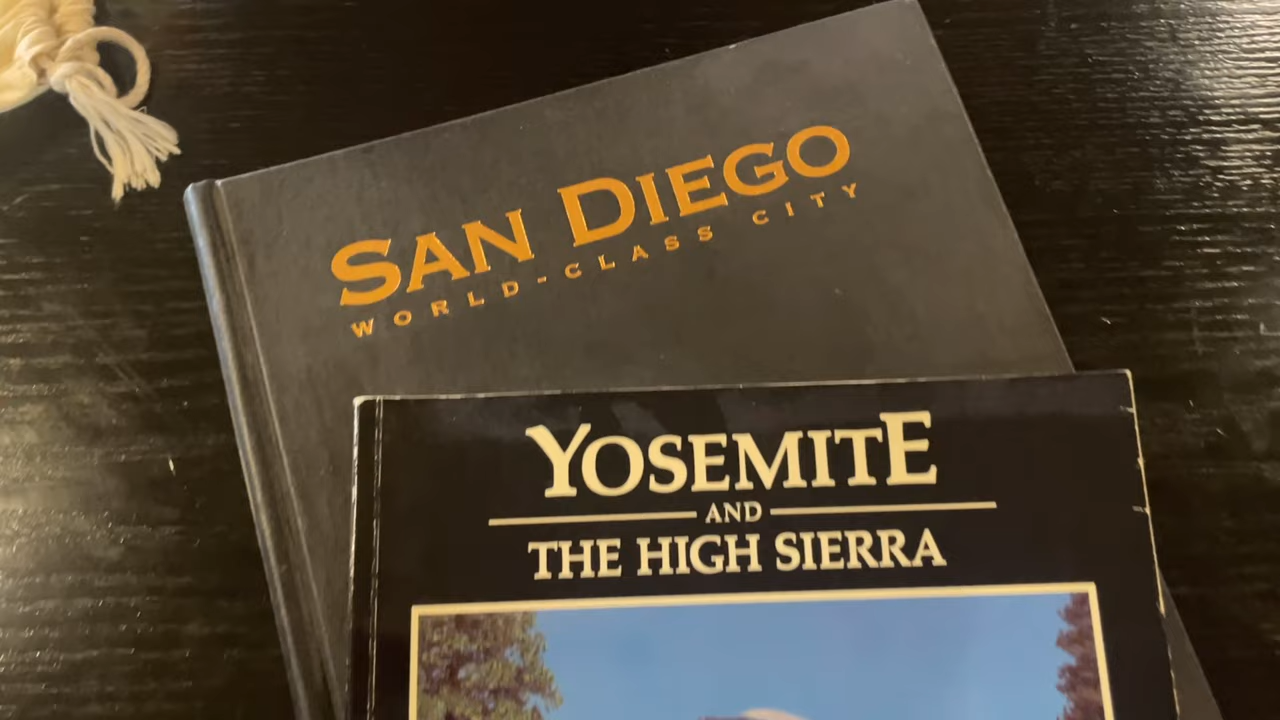 SAN DIEGO
WORLD-CLASS CITY
YOSEMITE
AND
THE HIGH SIERRA